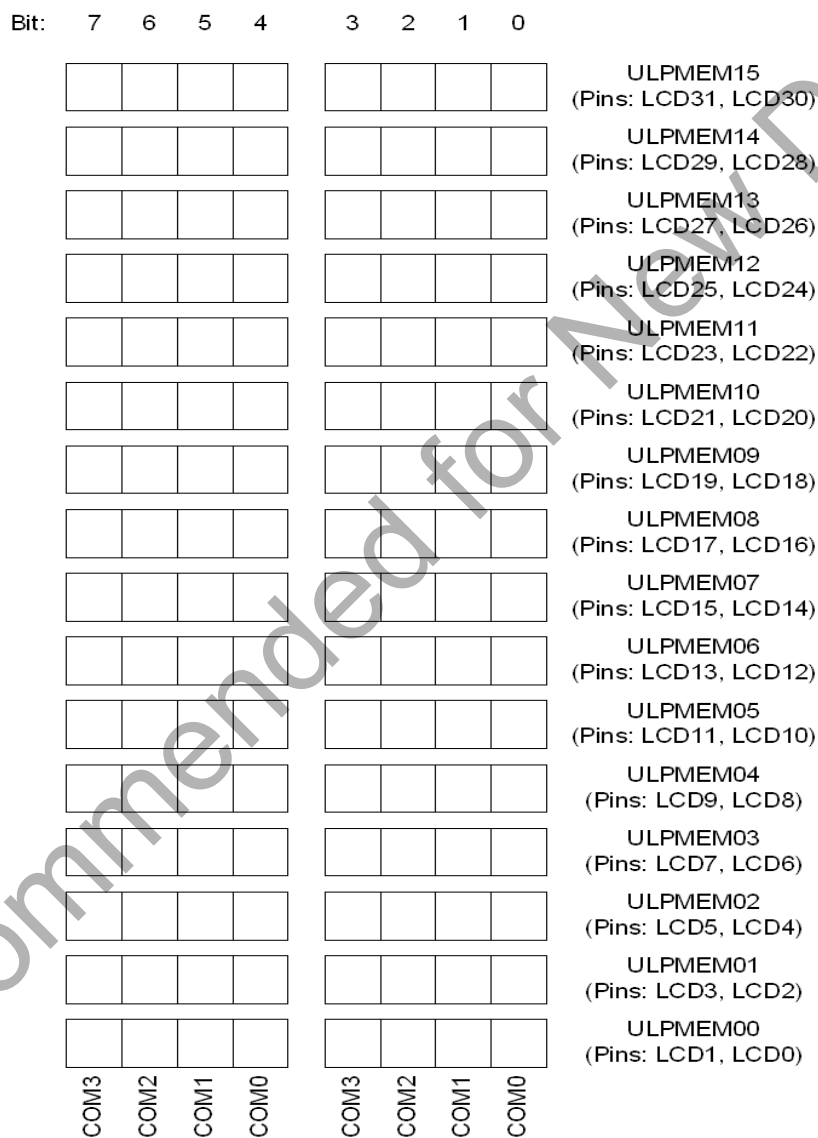 Bit: 7 6 5 4 3 2 1 0
ULPMEM15
(Pins: LCD31, LCD30)
ULPMEM14
(Pins: LCD29, LCD28)
ULPMEM13
(Pins: LCD27, LCD26)
ULPMEM12
(Pins: LCD25, LCD24)
ULPMEM11
(Pins: LCD23, LCD22)
ULPMEM10
(Pins: LCD21, LCD20)
ULPMEM09
(Pins: LCD19, LCD18)
ULPMEM08
(Pins: LCD17, LCD16)
ULPMEM07
(Pins: LCD15, LCD14)
ULPMEM06
(Pins: LCD13, LCD12)
ULPMEM05
(Pins: LCD11, LCD10)
ULPMEM04
(Pins: LCD9, LCD8)
ULPMEM03
(Pins: LCD7, LCD6)
ULPMEM02
(Pins: LCD5, LCD4)
ULPMEM01
(Pins: LCD3, LCD2)
ULPMEM00
(Pins: LCD1, LCD0)
COM3 COM2 COM1 COM0 COM3 COM2 COM1 COM0
ommended for New D